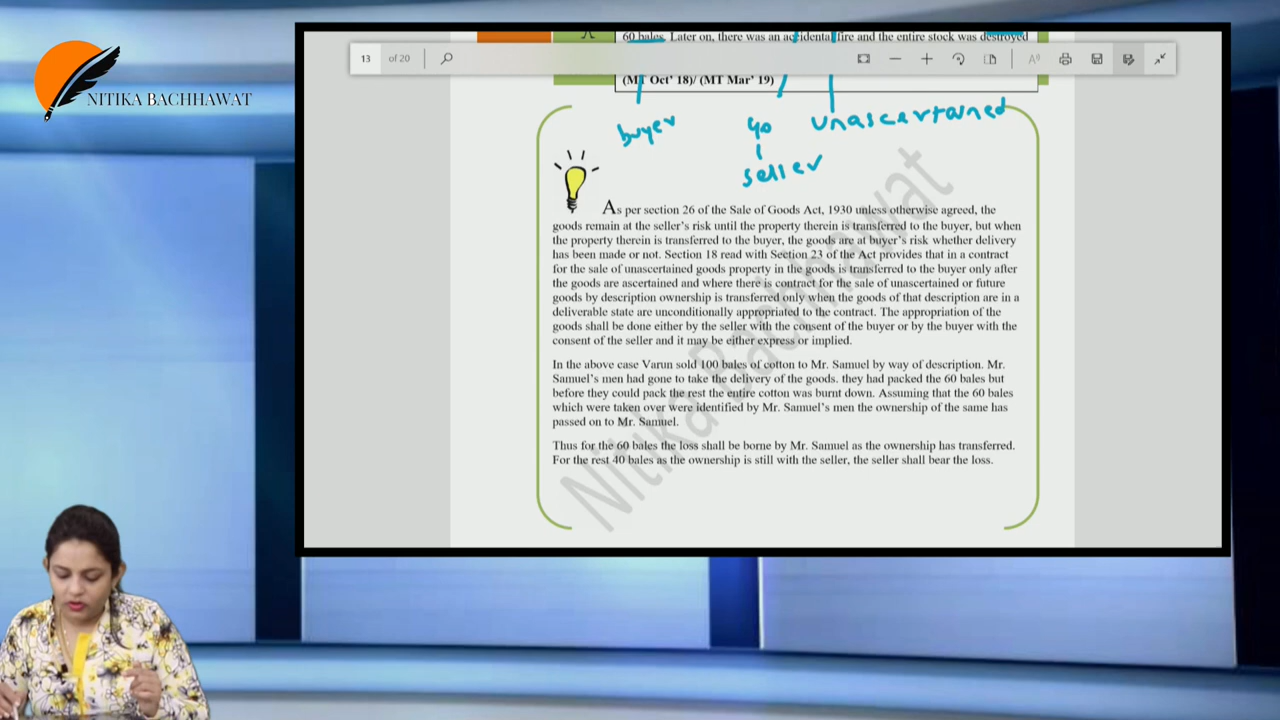 NITIKA BACHHAWAT
60 bales. Later on, there was an accidental fire and the entire stock was destroyed
13 of 20
(MT Oct' 18)/ (MT Mar' 19)
buyer
40
unascertained
seller
As per section 26 of the Sale of Goods Act, 1930 unless otherwise agreed, the
goods remain at the seller's risk until the property therein is transferred to the buyer, but when
the property therein is transferred to the buyer, the goods are at buyer's risk whether delivery
has been made or not. Section 18 read with Section 23 of the Act provides that in a contract
for the sale of unascertained goods property in the goods is transferred to the buyer only after
the goods are ascertained and where there is contract for the sale of unascertained or future
goods by description ownership is transferred only when the goods of that description are in a
deliverable state are unconditionally appropriated to the contract. The appropriation of the
goods shall be done either by the seller with the consent of the buyer or by the buyer with the
consent of the seller and it may be either express or implied.
In the above case Varun sold 100 bales of cotton to Mr. Samuel by way of description. Mr.
Samuel's men had gone to take the delivery of the goods. they had packed the 60 bales but
before they could pack the rest the entire cotton was burnt down. Assuming that the 60 bales
which were taken over were identified by Mr. Samuel's men the ownership of the same has
passed on to Mr. Samuel.
Thus for the 60 bales the loss shall be borne by Mr. Samuel as the ownership has transferred.
For the rest 40 bales as the ownership is still with the seller, the seller shall bear the loss.
Nitika Bachhawat